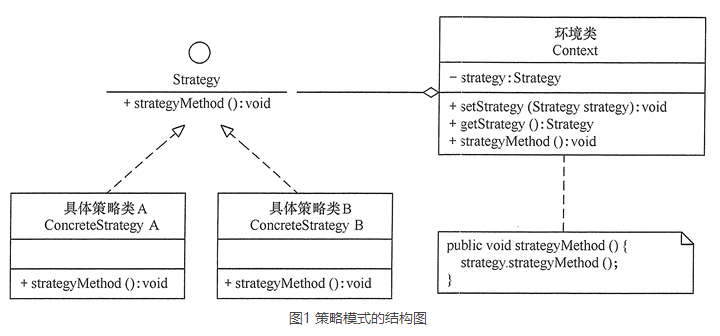 Strategy
+ strategyMethod ( ): void
环境类
Context
− strategy: Strategy
+ setStrategy (Strategy strategy): void
+ getStrategy ( ): Strategy
+ strategyMethod ( ): void
具体策略类A
ConcreteStrategy A
+ strategyMethod ( ): void
具体策略类B
ConcreteStrategy B
+ strategyMethod ( ): void
public void strategyMethod ( ) {
strategy.strategyMethod ( );
}
图1 策略模式的结构图